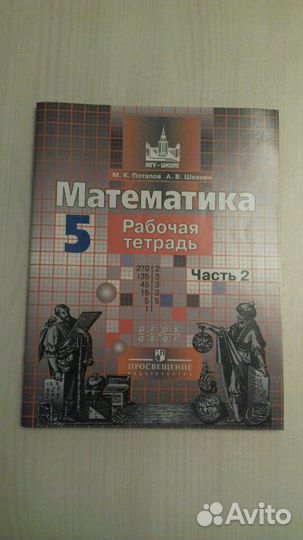 МГУ - ШКОЛЕ
М. К. Потапов А. В. Шевкин
Математика
5 Рабочая
тетрадь
Часть 2
270 2
135 3
45 3
15 3
5 5
1
p r p s
q s q r
ПРОСВЕЩЕНИЕ
ИЗДАТЕЛЬСТВО
Avito